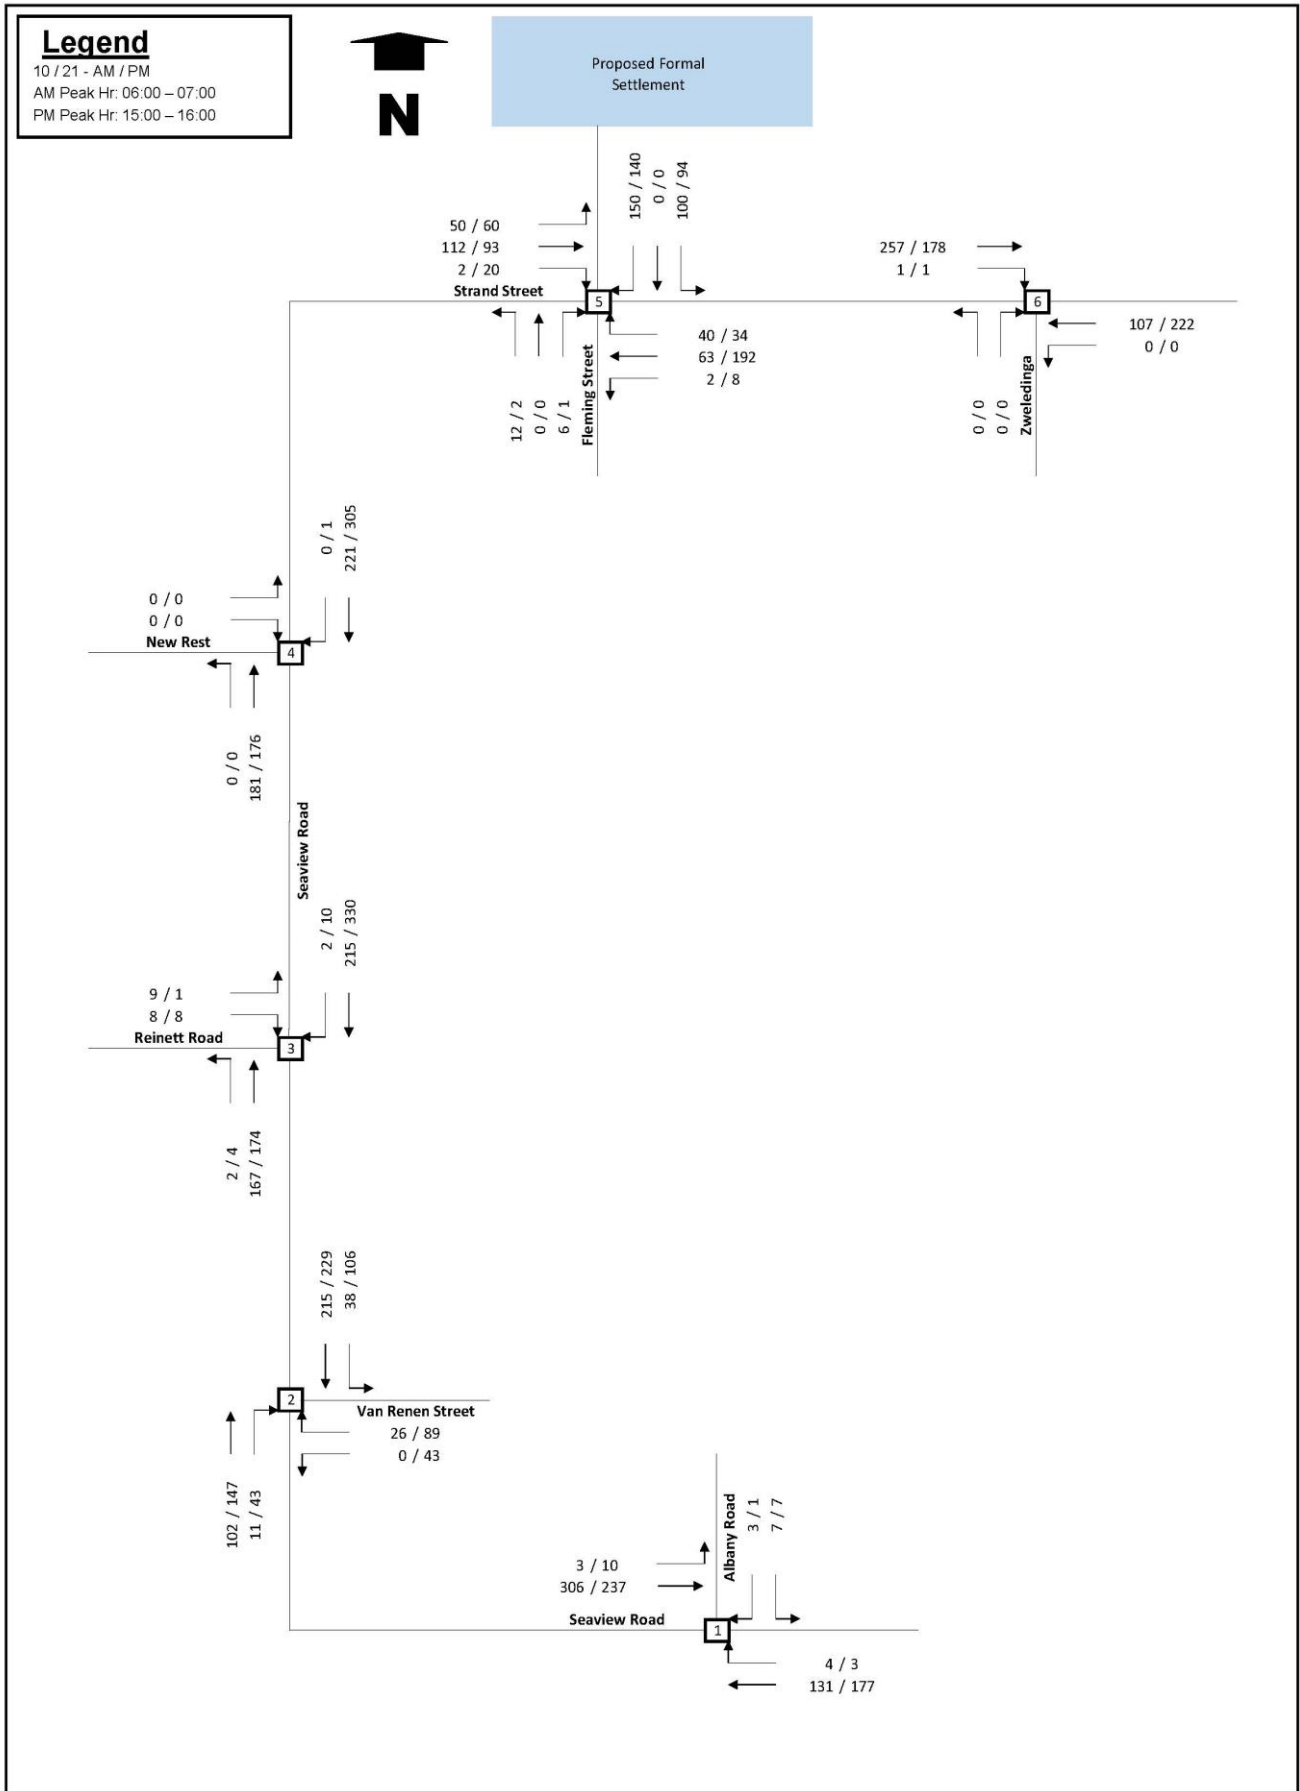 Legend
10 / 21 - AM / PM
AM Peak Hr: 06:00 – 07:00
PM Peak Hr: 15:00 – 16:00
N
Proposed Formal
Settlement
150 / 140
0 / 0
100 / 94
50 / 60
112 / 93
2 / 20
Strand Street
5
40 / 34
63 / 192
2 / 8
12 / 2
0 / 0
6 / 1
Fleming Street
257 / 178
1 / 1
6
107 / 222
0 / 0
0 / 0
0 / 0
Zweledinga
0 / 1
221 / 305
0 / 0
0 / 0
New Rest
4
0 / 0
181 / 176
Seaview Road
2 / 10
215 / 330
9 / 1
8 / 8
Reinett Road
3
2 / 4
167 / 174
215 / 229
38 / 106
2
Van Renen Street
26 / 89
0 / 43
102 / 147
11 / 43
Albany Road
3 / 1
7 / 7
3 / 10
306 / 237
Seaview Road
1
4 / 3
131 / 177